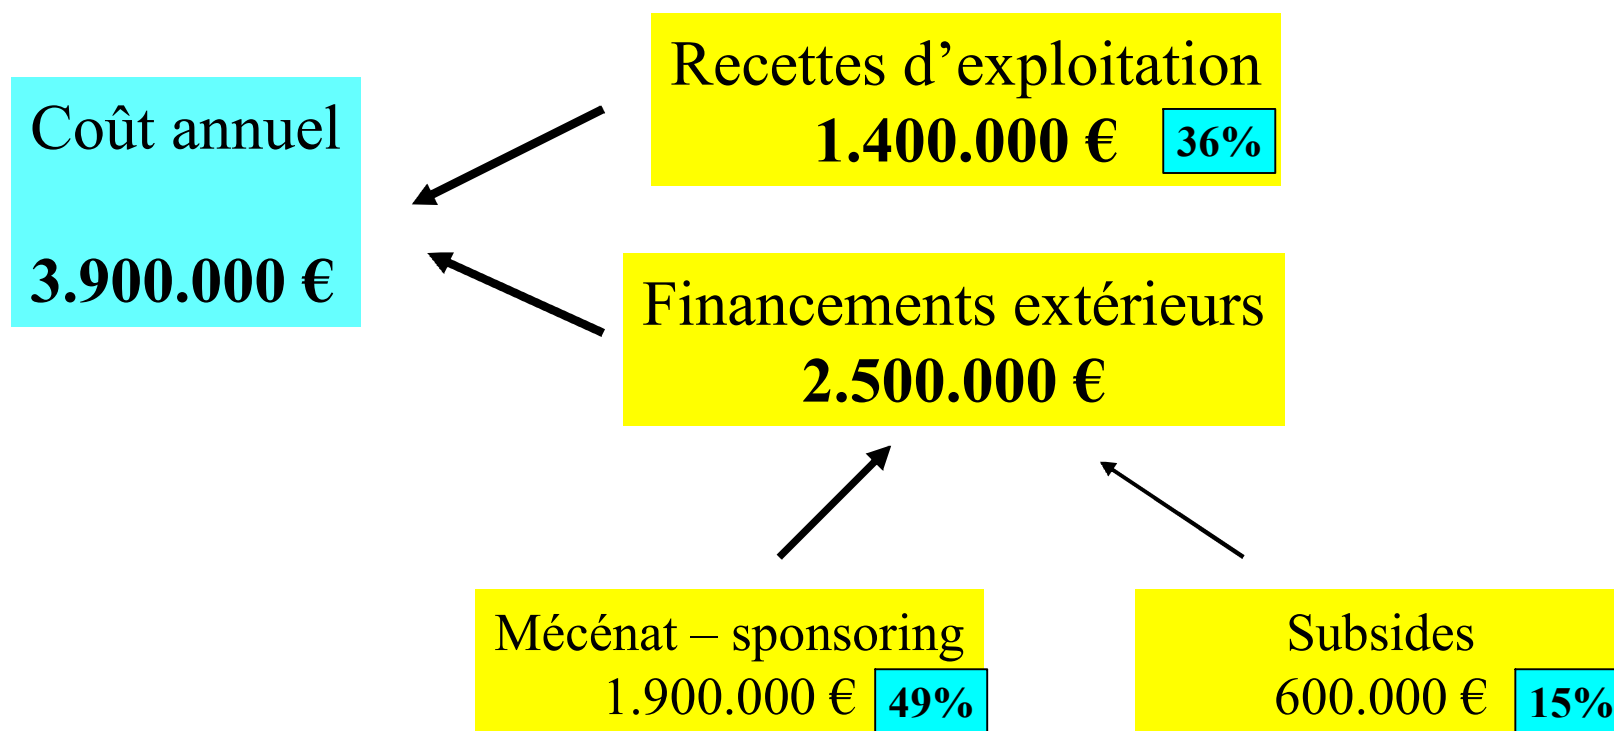 Coût annuel
3.900.000 €
Recettes d’exploitation
1.400.000 €
36%
Financements extérieurs
2.500.000 €
Mécénat – sponsoring
1.900.000 €
49%
Subsides
600.000 €
15%